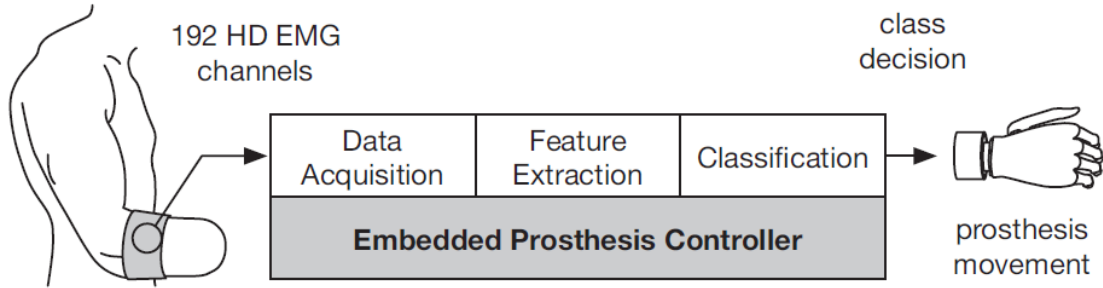 192 HD EMG
channels
Data
Acquisition
Feature
Extraction
Classification
Embedded Prosthesis Controller
class
decision
prosthesis
movement